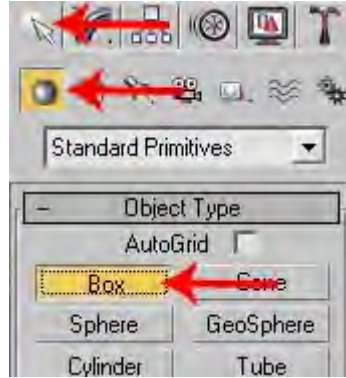 Standard Primitives
- Object Type
AutoGrid
Box Cone
Sphere GeoSphere
Cylinder Tube